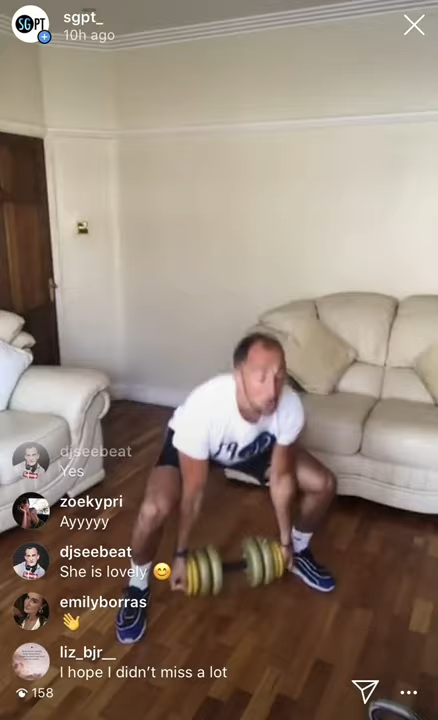 SGPT
sgpt_
10h ago
djseebeat
Yes
zoekypri
Ayyyyy
djseebeat
She is lovely 😊
emilyborras
👋
liz_bjr__
I hope I didn’t miss a lot
158